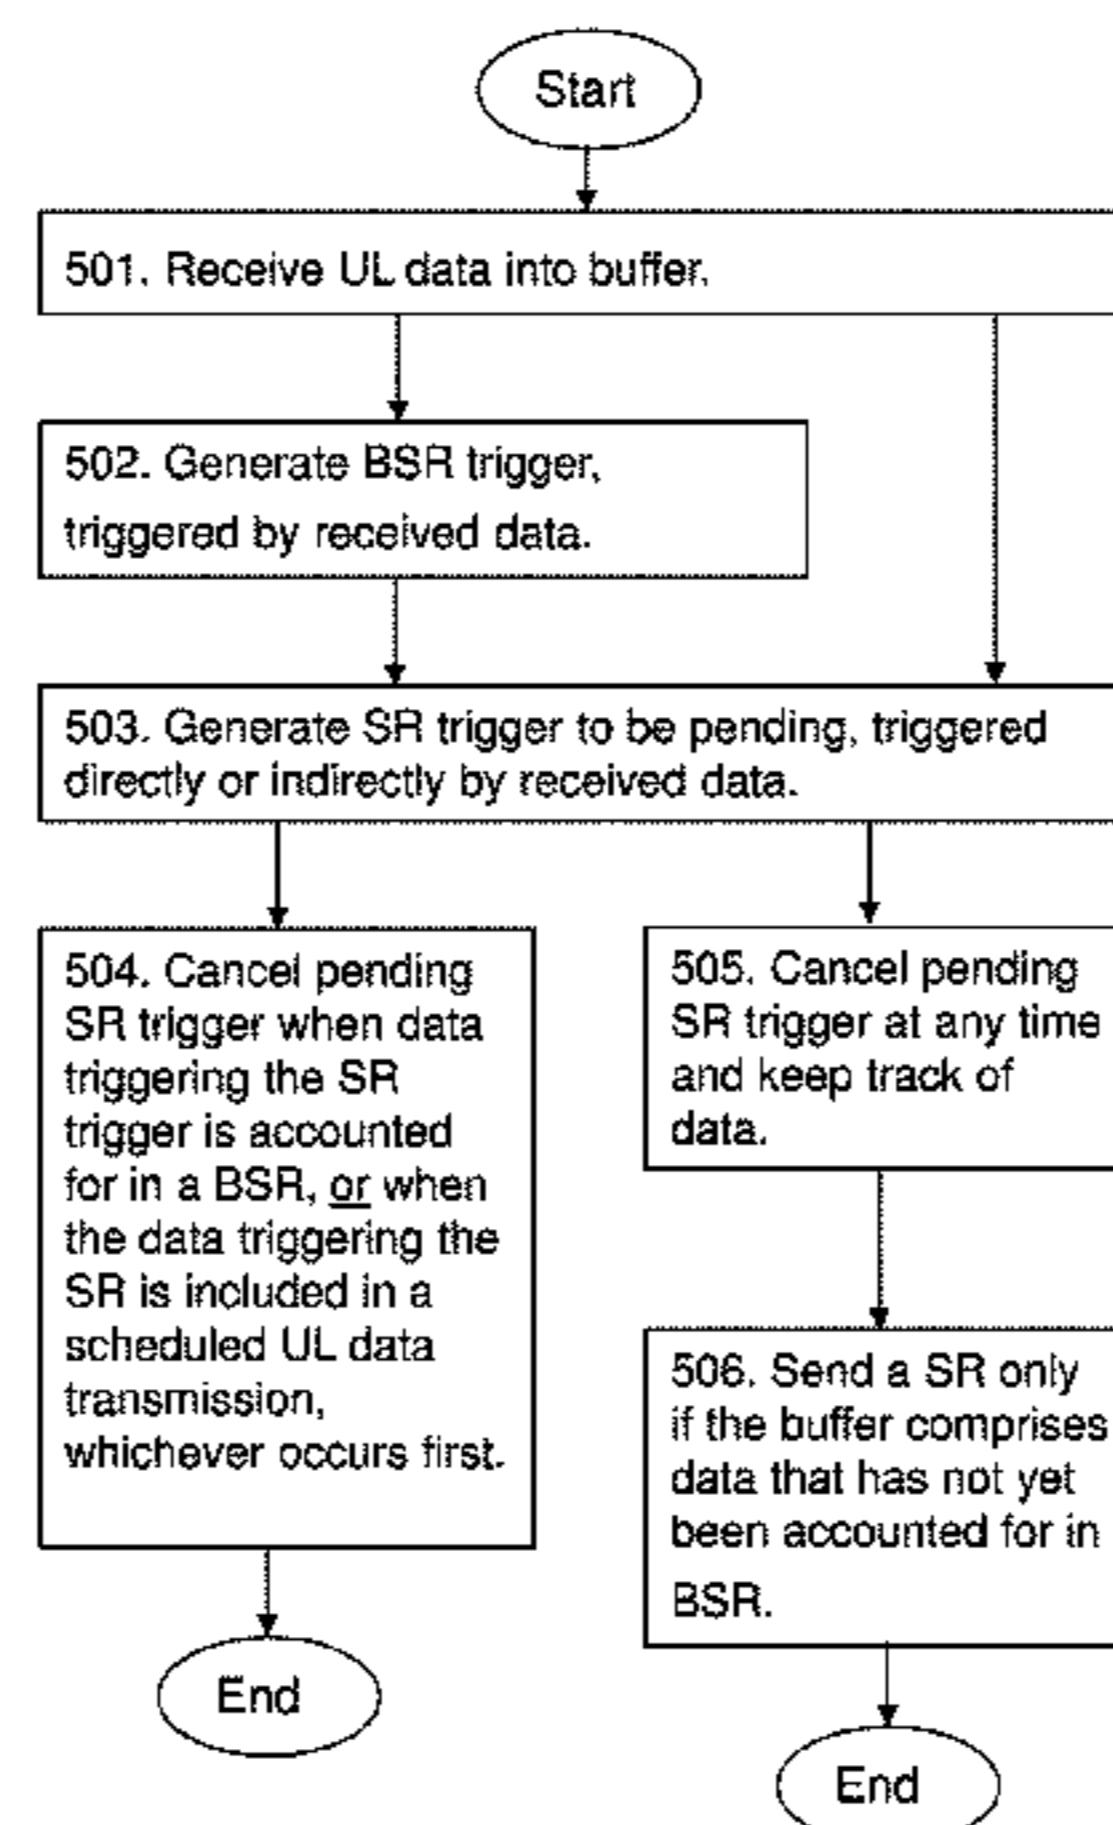 Start
501. Receive UL data into buffer.
502. Generate BSR trigger,
triggered by received data.
503. Generate SR trigger to be pending, triggered
directly or indirectly by received data.
504. Cancel pending
SR trigger when data
triggering the SR
trigger is accounted
for in a BSR, or when
the data triggering the
SR is included in a
scheduled UL data
transmission,
whichever occurs first.
End
505. Cancel pending
SR trigger at any time
and keep track of
data.
506. Send a SR only
if the buffer comprises
data that has not yet
been accounted for in
BSR.
End